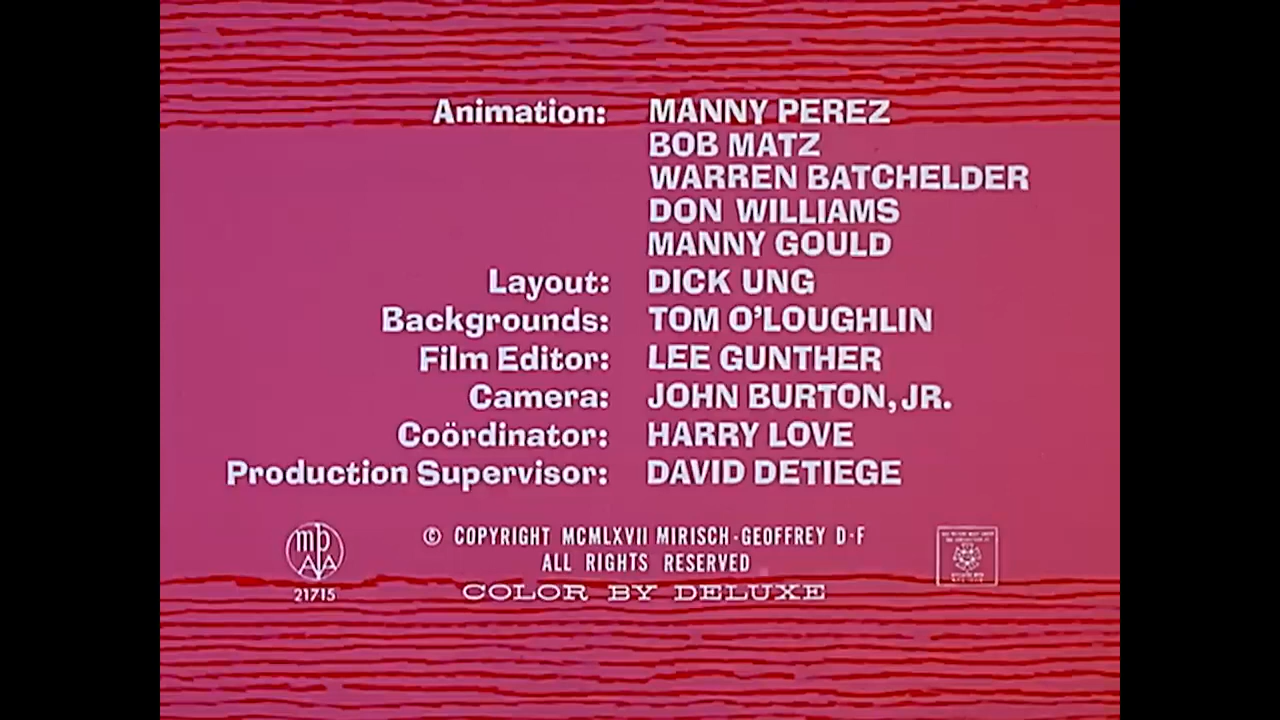 Animation: MANNY PEREZ
BOB MATZ
WARREN BATCHELDER
DON WILLIAMS
MANNY GOULD
Layout: DICK UNG
Backgrounds: TOM O'LOUGHLIN
Film Editor: LEE GUNTHER
Camera: JOHN BURTON, JR.
Coördinator: HARRY LOVE
Production Supervisor: DAVID DETIEGE
© COPYRIGHT MCMLXVII MIRISCH-GEOFFREY D-F
ALL RIGHTS RESERVED
COLOR BY DELUXE
mpAA
21715